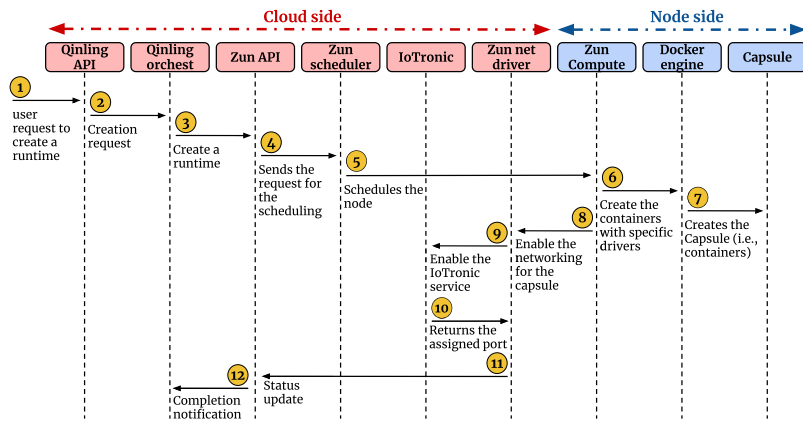 Cloud side
Node side
Qinling
API
Qinling
orchest
Zun API
Zun
scheduler
IoTronic
Zun net
driver
Zun
Compute
Docker
engine
Capsule
1
user
request to
create a
runtime
2
Creation
request
3
Create a
runtime
4
Sends the
request for
the
scheduling
5
Schedules the
node
6
Create the
containers
with specific
drivers
7
Creates the
Capsule (i.e.,
containers)
8
Enable the
networking
for the
capsule
9
Enable the
IoTronic
service
10
Returns the
assigned port
11
Status
update
12
Completion
notification